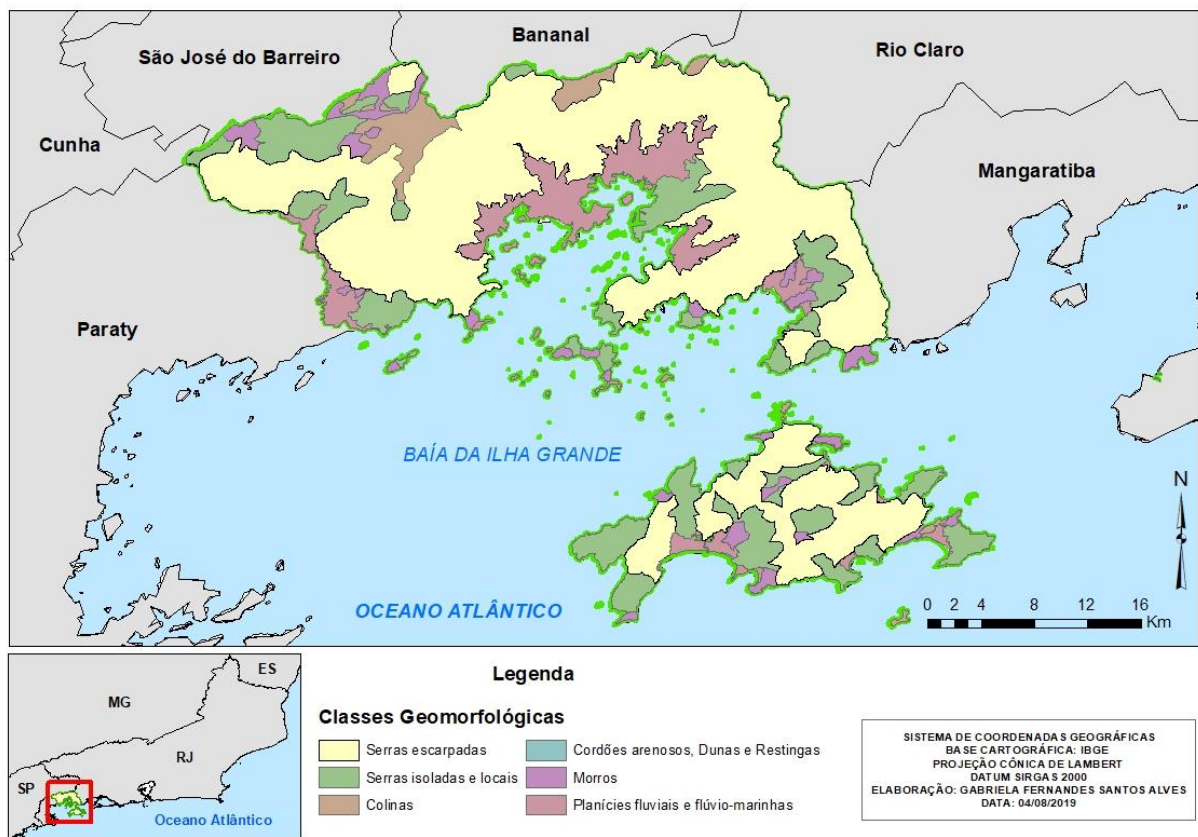 Bananal
São José do Barreiro
Rio Claro
Cunha
Mangaratiba
Paraty
BAÍA DA ILHA GRANDE
N
OCEANO ATLÂNTICO
0 2 4 8 12 16
Km
ES
MG
RJ
SP
Oceano Atlântico
Legenda
Classes Geomorfológicas
Serras escarpadas
Serras isoladas e locais
Colinas
Cordões arenosos, Dunas e Restingas
Morros
Planícies fluviais e flúvio-marinhas
SISTEMA DE COORDENADAS GEOGRÁFICAS
BASE CARTOGRÁFICA: IBGE
PROJEÇÃO CÔNICA DE LAMBERT
DATUM SIRGAS 2000
ELABORAÇÃO: GABRIELA FERNANDES SANTOS ALVES
DATA: 04/08/2019